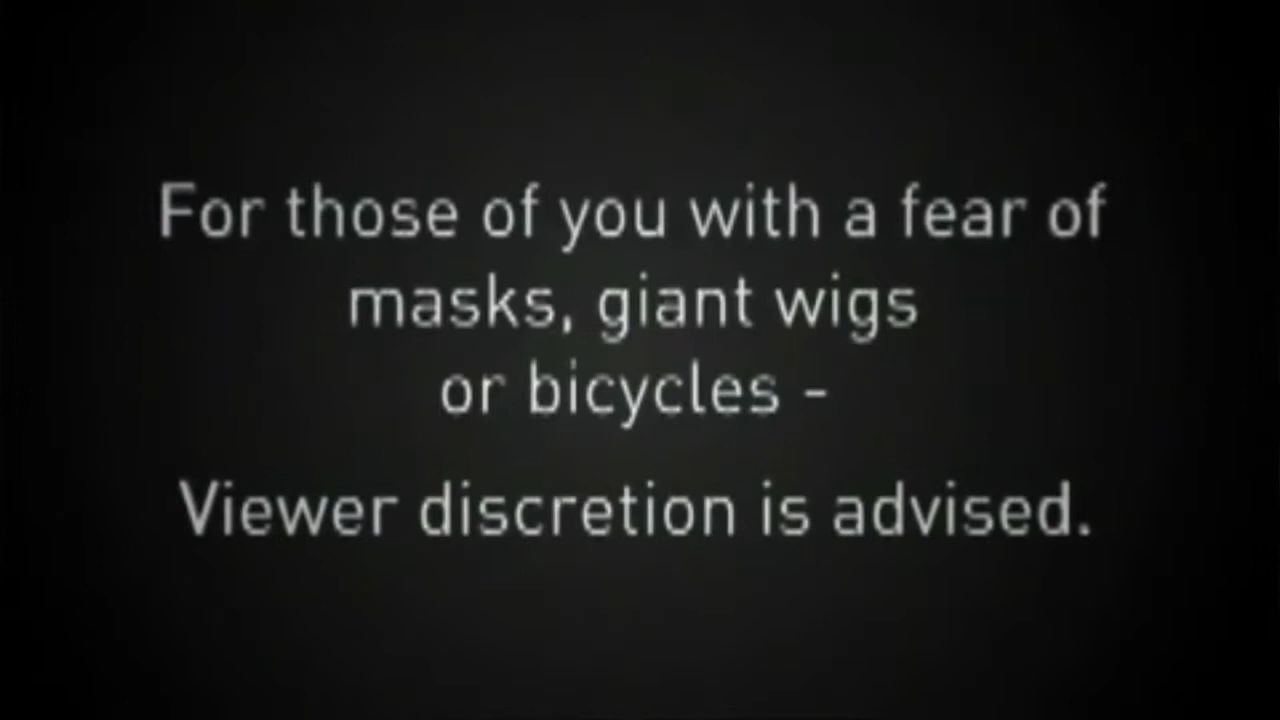 For those of you with a fear of
masks, giant wigs
or bicycles -
Viewer discretion is advised.